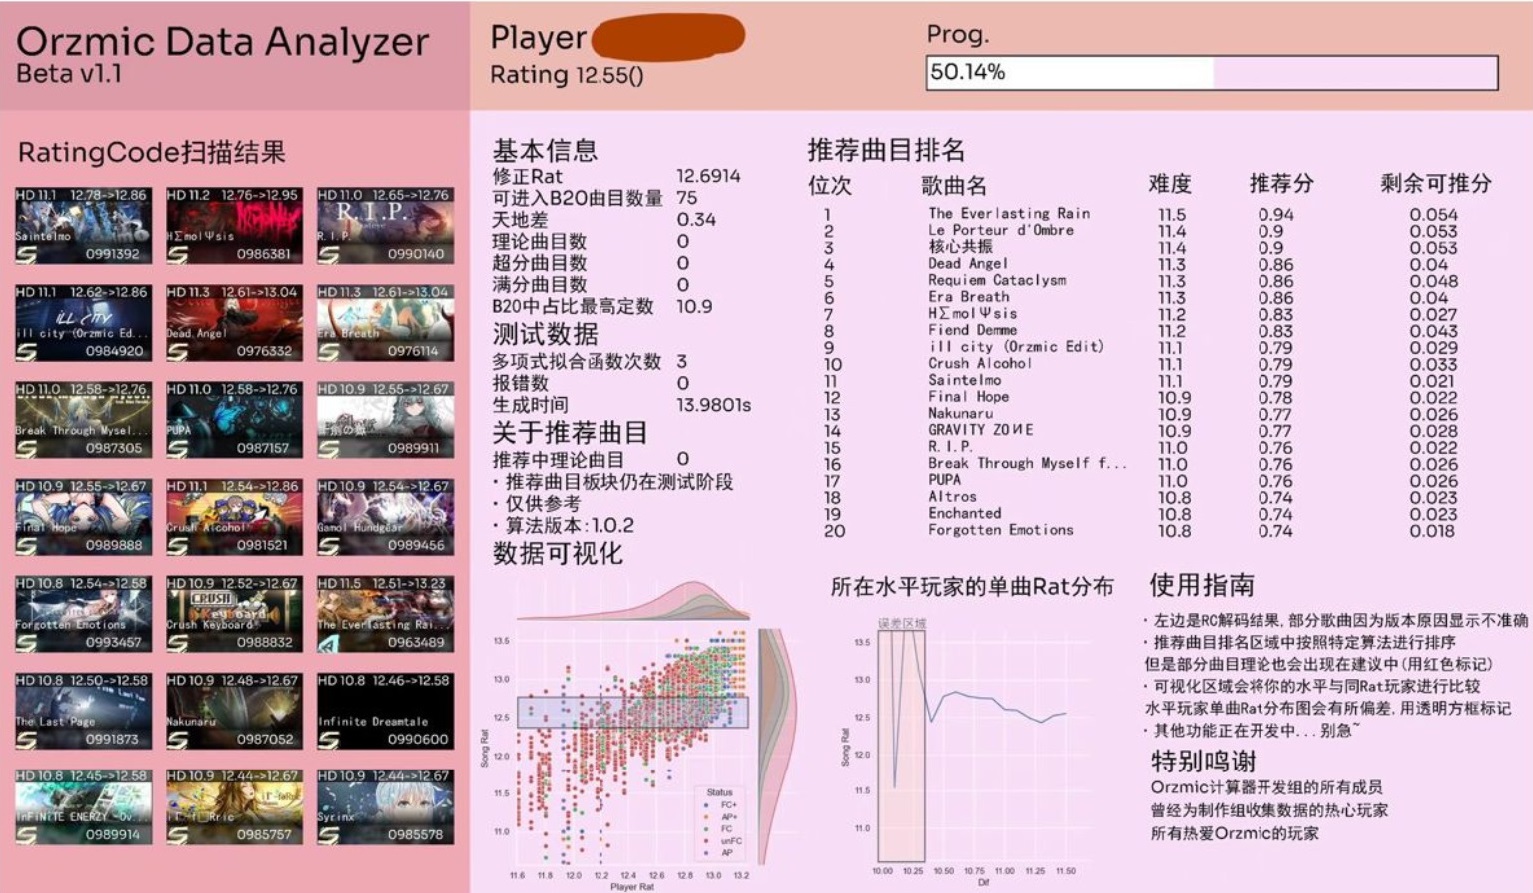 Orzmic Data Analyzer
Beta v1.1
Player
Rating 12.55()
Prog.
50.14%
RatingCode扫描结果
HD 11.1 12.78->12.86
Saintelmo
0991392
HD 11.2 12.76->12.95
HΣmolΨsis
0986381
HD 11.0 12.65->12.76
R.I.P.
R.I.P.
0990140
HD 11.1 12.62->12.86
ill city (Orzmic Ed...
0984920
HD 11.3 12.61->13.04
Dead Angel
0976332
HD 11.3 12.61->13.04
Era Breath
0976114
HD 11.0 12.58->12.76
Break Through Mysel...
0987305
HD 11.0 12.58->12.76
PUPA
0987157
HD 10.9 12.55->12.67
0989911
HD 10.9 12.55->12.67
Final Hope
0989888
HD 11.1 12.54->12.86
Crush Alcohol
0981521
HD 10.9 12.54->12.67
Gamol Hundgear
0989456
HD 10.8 12.54->12.58
Forgotten Emotions
0993457
HD 10.9 12.52->12.67
CRUSH
Crush Keyboard
0988832
HD 11.5 12.51->13.23
The Everlasting Rai...
0963489
HD 10.8 12.50->12.58
The Last Page
0991873
HD 10.9 12.48->12.67
Nakunaru
0987052
HD 10.8 12.46->12.58
Infinite Dreamtale
0990600
HD 10.8 12.45->12.58
InFiNiTE ENERZY -Ov...
0989914
HD 10.9 12.44->12.67
0985757
HD 10.9 12.44->12.67
Syrinx
0985578
基本信息
修正Rat 12.6914
可进入B20曲目数量 75
天地差 0.34
理论曲目数 0
超分曲目数 0
满分曲目数 0
B20中占比最高定数 10.9
测试数据
多项式拟合函数次数 3
报错数 0
生成时间 13.9801s
关于推荐曲目
推荐中理论曲目 0
·推荐曲目板块仍在测试阶段
·仅供参考
·算法版本:1.0.2
数据可视化
推荐曲目排名
位次 歌曲名 难度 推荐分 剩余可推分
1 The Everlasting Rain 11.5 0.94 0.054
2 Le Porteur d'Ombre 11.4 0.9 0.053
3 核心共振 11.4 0.9 0.053
4 Dead Angel 11.3 0.86 0.04
5 Requiem Cataclysm 11.3 0.86 0.048
6 Era Breath 11.3 0.86 0.04
7 HΣmolΨsis 11.2 0.83 0.027
8 Fiend Demme 11.2 0.83 0.043
9 ill city (Orzmic Edit) 11.1 0.79 0.029
10 Crush Alcohol 11.1 0.79 0.033
11 Saintelmo 11.1 0.79 0.021
12 Final Hope 10.9 0.78 0.022
13 Nakunaru 10.9 0.77 0.026
14 GRAVITY ZOИE 10.9 0.77 0.028
15 R.I.P. 11.0 0.76 0.022
16 Break Through Myself f... 11.0 0.76 0.026
17 PUPA 11.0 0.76 0.026
18 Altros 10.8 0.74 0.023
19 Enchanted 10.8 0.74 0.023
20 Forgotten Emotions 10.8 0.74 0.018
Song Rat
13.5
13.0
12.5
12.0
11.5
11.0
11.6 11.8 12.0 12.2 12.4 12.6 12.8 13.0 13.2
Player Rat
Status
FC+
AP+
FC
unFC
AP
所在水平玩家的单曲Rat分布
误差区域
Song Rat
13.5
13.0
12.5
12.0
11.5
11.0
10.00 10.25 10.50 10.75 11.00 11.25 11.50
Dif
使用指南
·左边是RC解码结果,部分歌曲因为版本原因显示不准确
·推荐曲目排名区域中按照特定算法进行排序
但是部分曲目理论也会出现在建议中(用红色标记)
·可视化区域会将你的水平与同Rat玩家进行比较
水平玩家单曲Rat分布图会有所偏差,用透明方框标记
·其他功能正在开发中...别急~
特别鸣谢
Orzmic计算器开发组的所有成员
曾经为制作组收集数据的热心玩家
所有热爱Orzmic的玩家